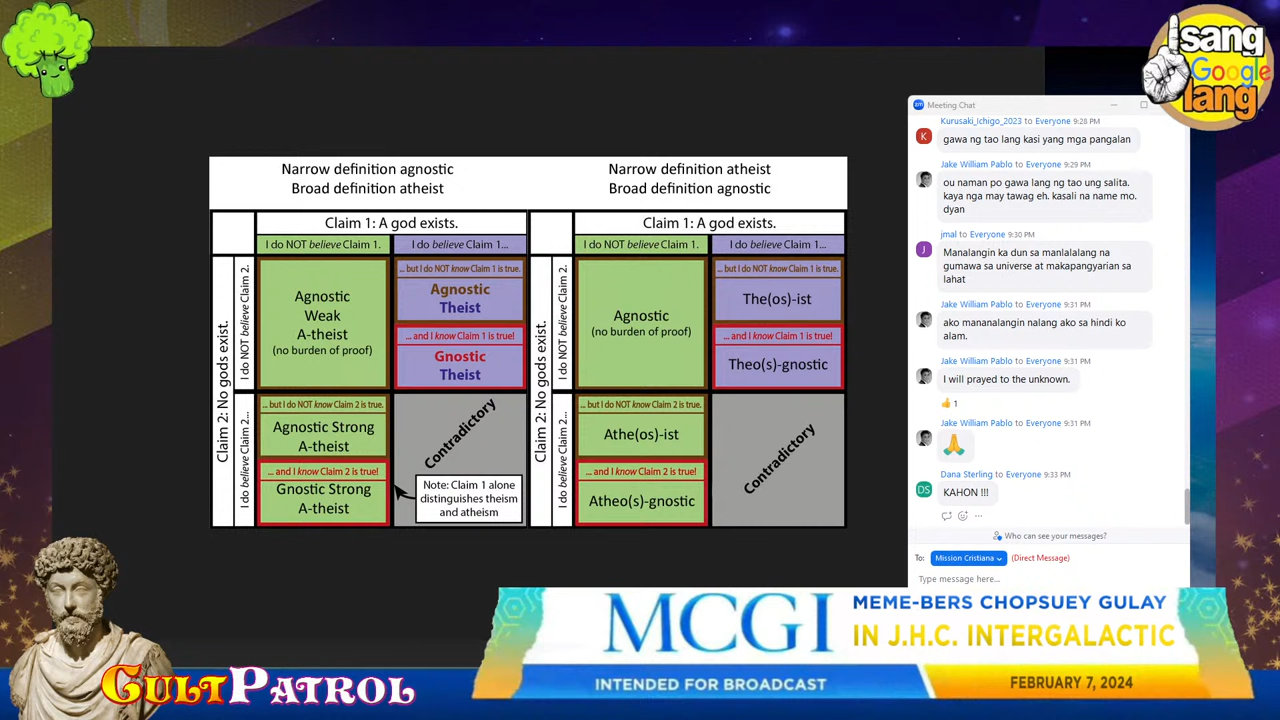 Isang
Google
lang
Narrow definition agnostic
Broad definition atheist
Narrow definition atheist
Broad definition agnostic
Claim 1: A god exists.
I do NOT believe Claim 1.
I do believe Claim 1...
Claim 2: No gods exist.
I do NOT believe Claim 2.
I do believe Claim 2...
Agnostic
Weak
A-theist
(no burden of proof)
... but I do NOT know Claim 1 is true.
Agnostic
Theist
... and I know Claim 1 is true!
Gnostic
Theist
... but I do NOT know Claim 2 is true.
Agnostic Strong
A-theist
... and I know Claim 2 is true!
Gnostic Strong
A-theist
Contradictory
Note: Claim 1 alone
distinguishes theism
and atheism
Claim 1: A god exists.
I do NOT believe Claim 1.
I do believe Claim 1...
Claim 2: No gods exist.
I do NOT believe Claim 2.
I do believe Claim 2...
Agnostic
(no burden of proof)
... but I do NOT know Claim 1 is true.
The(os)-ist
... and I know Claim 1 is true!
Theo(s)-gnostic
... but I do NOT know Claim 2 is true.
Athe(os)-ist
... and I know Claim 2 is true!
Atheo(s)-gnostic
Contradictory
zm
Meeting Chat
Kurusaki_Ichigo_2023 to Everyone 9:28 PM
K
gawa ng tao lang kasi yang mga pangalan
Jake William Pablo to Everyone 9:29 PM
ou naman po gawa lang ng tao ung salita.
kaya nga may tawag eh. kasali na name mo.
dyan
jmal to Everyone 9:30 PM
J
Manalangin ka dun sa manlalalang na
gumawa sa universe at makapangyarian sa
lahat
Jake William Pablo to Everyone 9:31 PM
ako mananalangin nalang ako sa hindi ko
alam.
Jake William Pablo to Everyone 9:31 PM
I will prayed to the unknown.
👍 1
Jake William Pablo to Everyone 9:31 PM
🙏
Dana Sterling to Everyone 9:33 PM
DS
KAHON !!!
Who can see your messages?
To: Mission Cristiana (Direct Message)
Type message here...
CULTPATROL
MCGI
MEME-BERS CHOPSUEY GULAY
IN J.H.C. INTERGALACTIC
INTENDED FOR BROADCAST
FEBRUARY 7, 2024